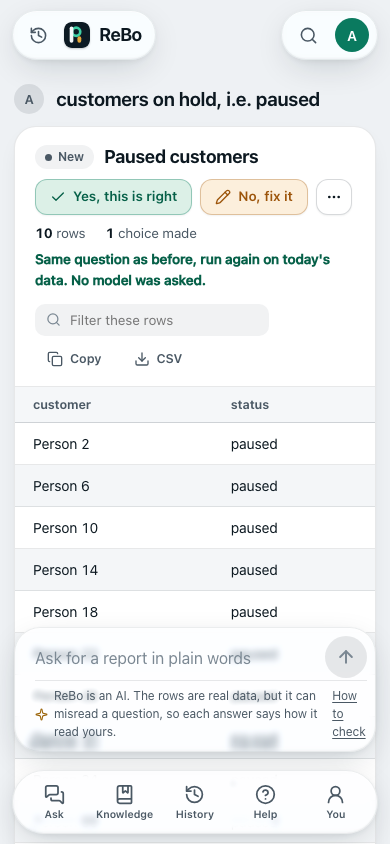 ReBo
A
A
customers on hold, i.e. paused
New
Paused customers
Yes, this is right
No, fix it
10 rows
1 choice made
Same question as before, run again on today's
data. No model was asked.
Filter these rows
Copy
CSV
customer
status
Person 2
paused
Person 6
paused
Person 10
paused
Person 14
paused
Person 18
paused
Ask for a report in plain words
ReBo is an AI. The rows are real data, but it can
misread a question, so each answer says how it
read yours.
How
to
check
Ask
Knowledge
History
Help
You